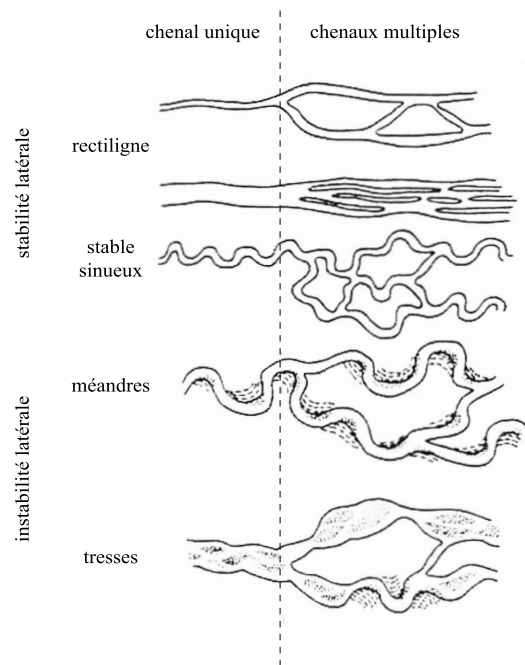 chenal unique
chenaux multiples
stabilité latérale
rectiligne
stable
sinueux
instabilité latérale
méandres
tresses